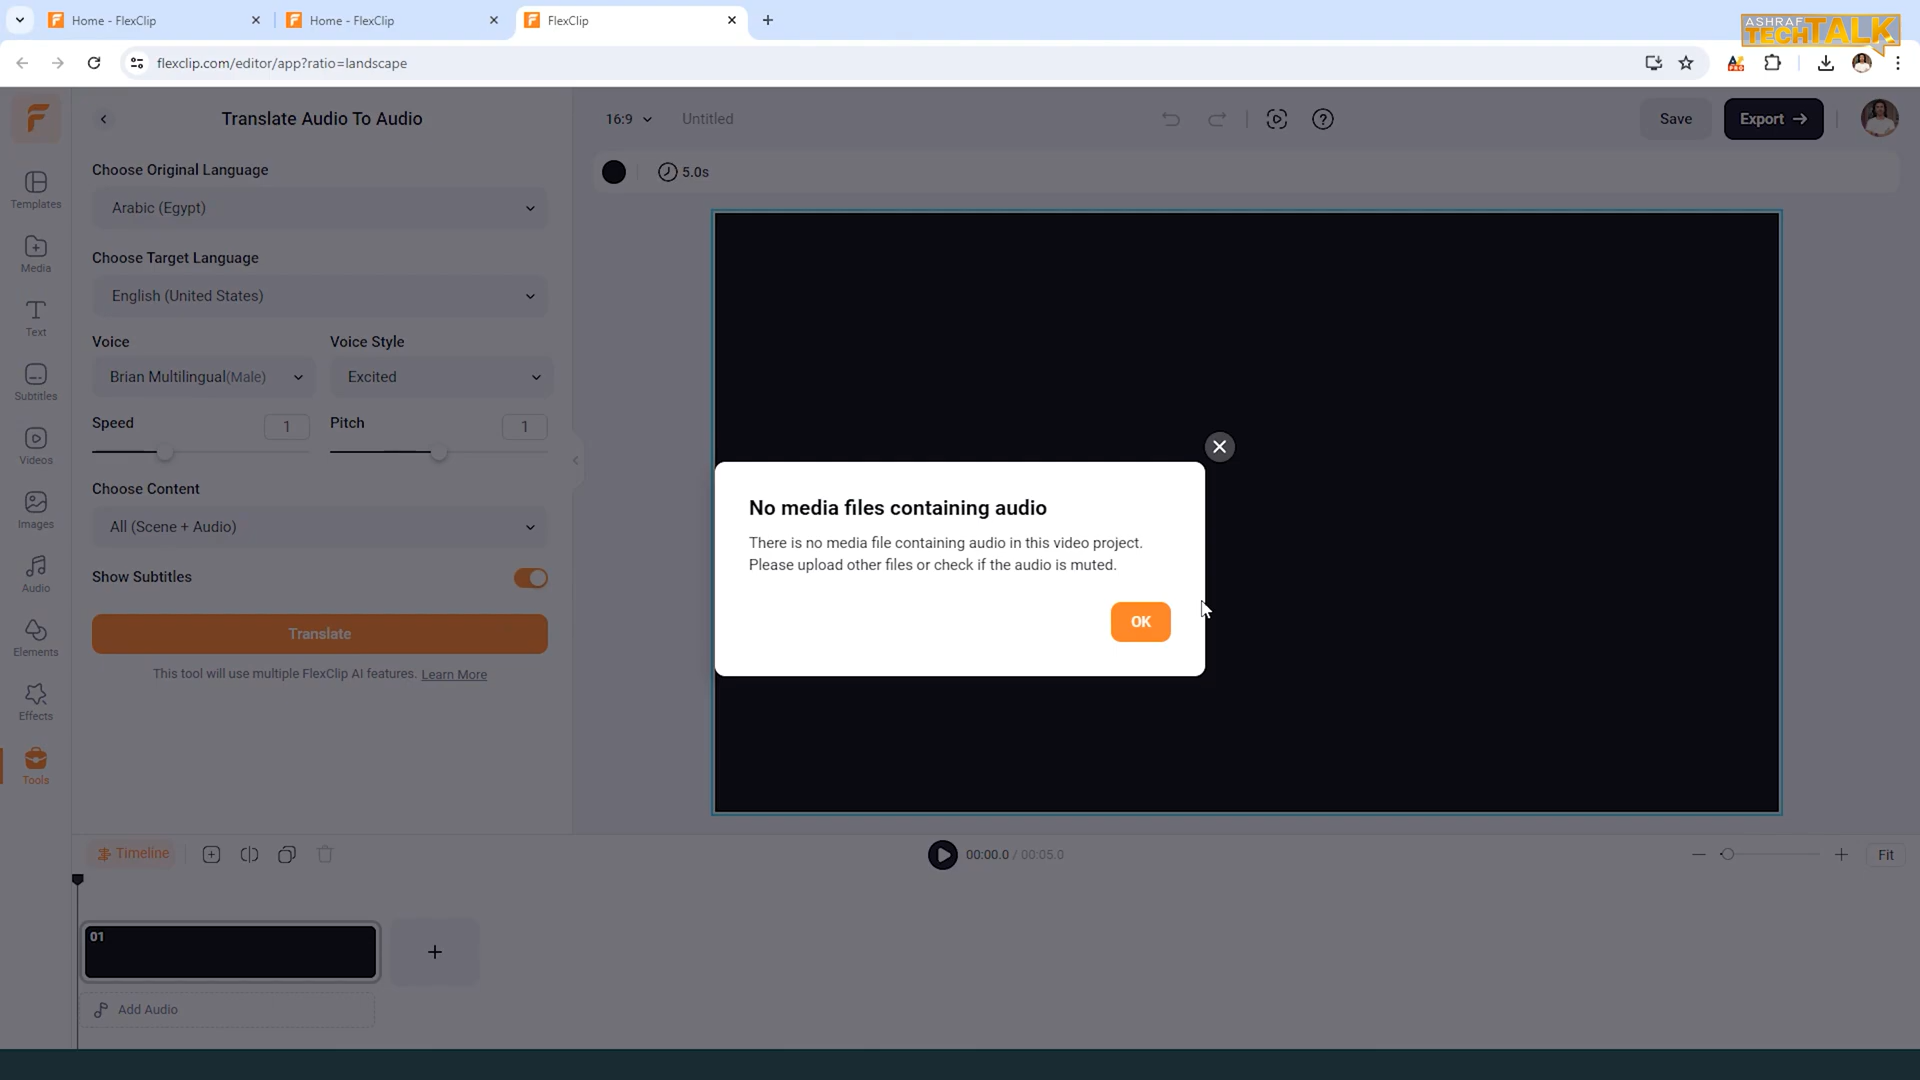 Home - FlexClip
Home - FlexClip
FlexClip
ASHRAF
TECHTALK
flexclip.com/editor/app?ratio=landscape
PRO
Translate Audio To Audio
16:9
Untitled
Save
Export
5.0s
Templates
Media
Text
Subtitles
Videos
Images
Audio
Elements
Effects
Tools
Choose Original Language
Arabic (Egypt)
Choose Target Language
English (United States)
Voice
Voice Style
Brian Multilingual(Male)
Excited
Speed
1
Pitch
1
Choose Content
All (Scene + Audio)
Show Subtitles
Translate
This tool will use multiple FlexClip AI features. Learn More
No media files containing audio
There is no media file containing audio in this video project.
Please upload other files or check if the audio is muted.
OK
Timeline
00:00.0 / 00:05.0
Fit
01
Add Audio